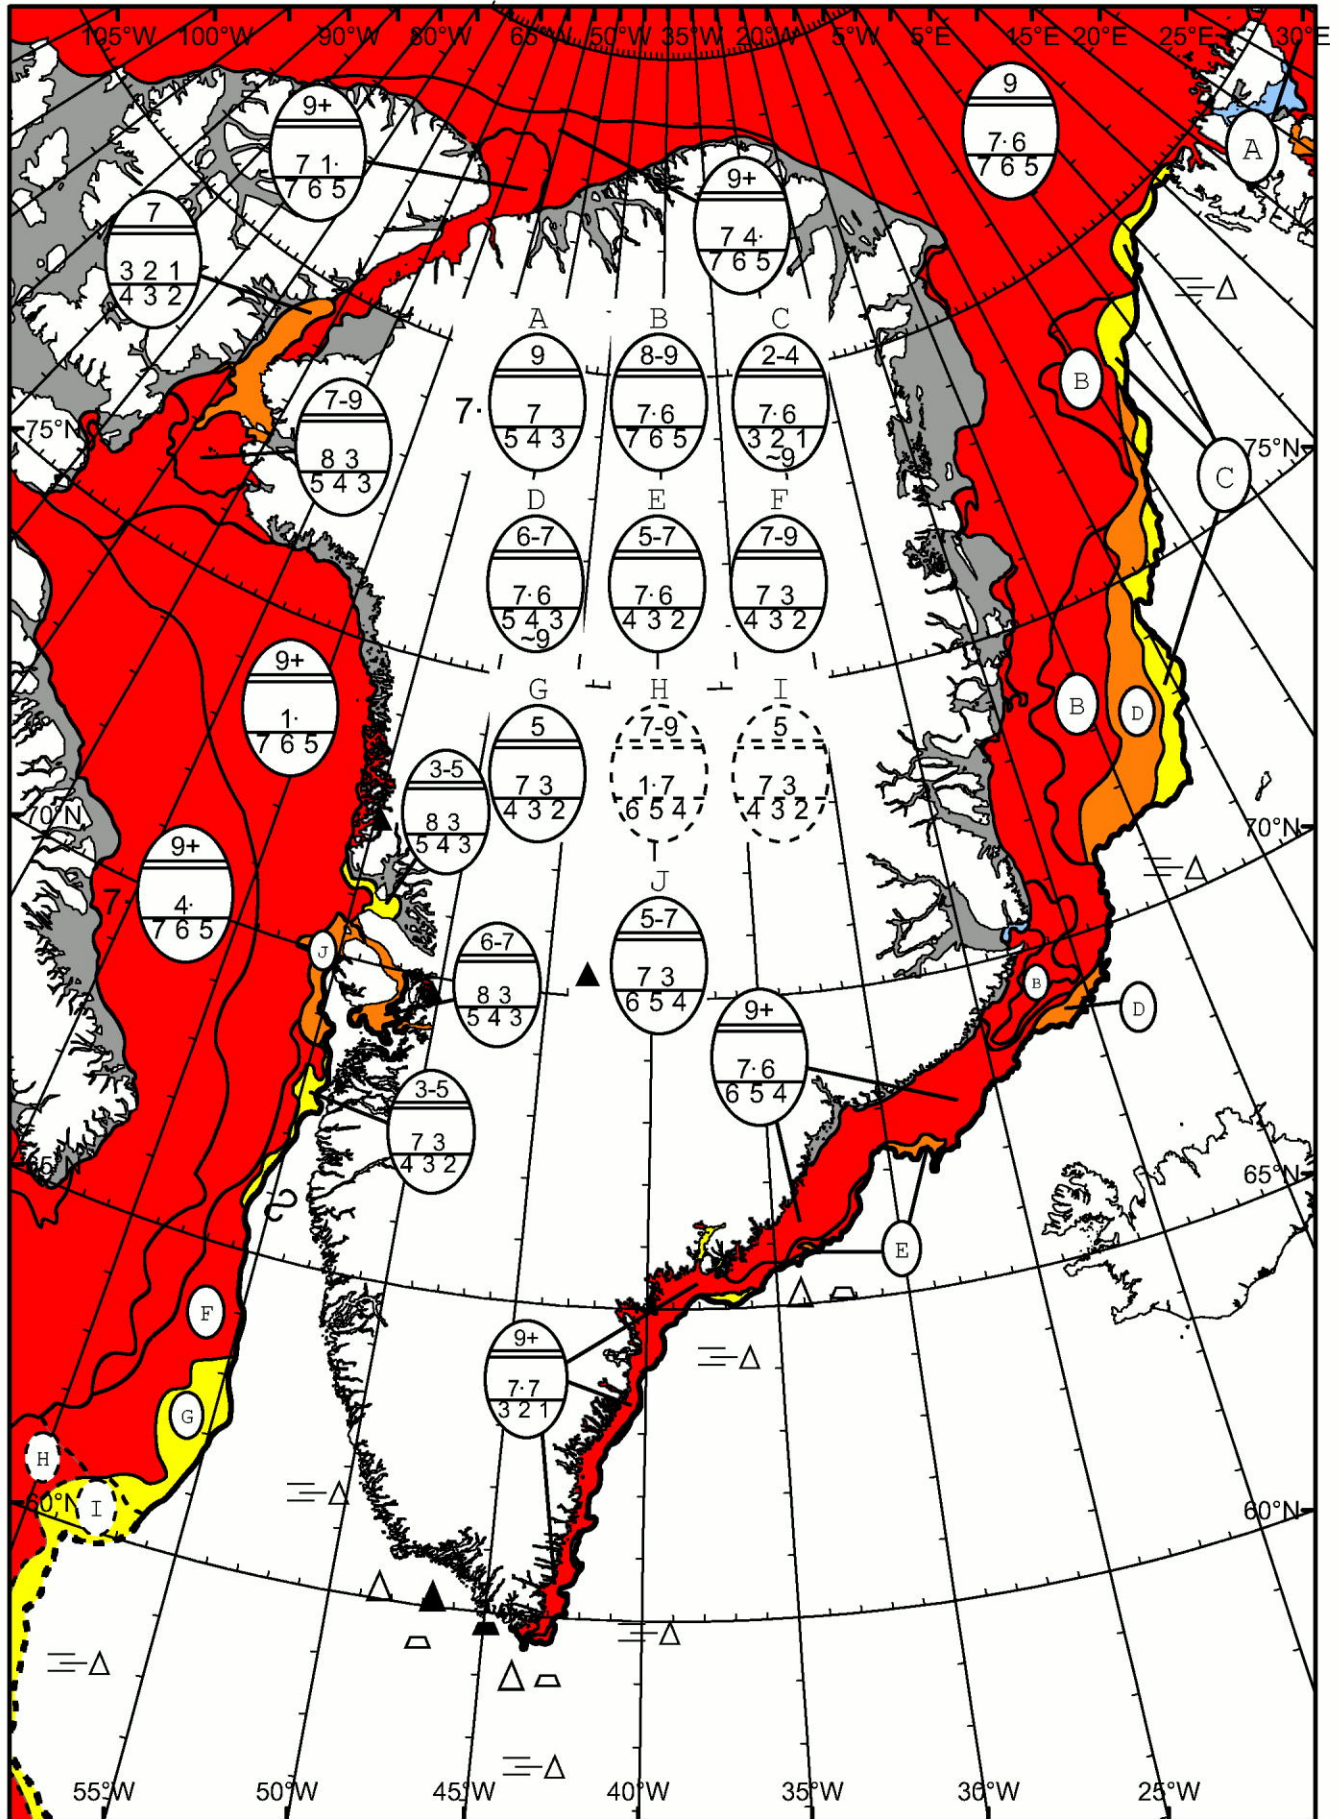 105°W 100°W 90°W 80°W 65°W 50°W 35°W 20°W 5°W 5°E 15°E 20°E 25°E 30°E
9+
7 1·
7 6 5
9
7·6
7 6 5
A
9+
7 4·
7 6 5
7
3 2 1
4 3 2
A B C
9 8-9 2-4
7· 7 7·6 7·6
5 4 3 7 6 5 3 2 1
~9
B
7-9
8 3
5 4 3
75°N 75°N
C
D E F
6-7 5-7 7-9
7·6 7·6 7 3
5 4 3 4 3 2 4 3 2
~9
9+
1·
7 6 5
G H I
5 7-9 5
7 3 1·7 7 3
4 3 2 6 5 4 4 3 2
B D
3-5
8 3
5 4 3
70°N 70°N
9+
7 4·
7 6 5
J
5-7
7 3
6 5 4
J
6-7
8 3
5 4 3
B D
9+
7·6
6 5 4
3-5
7 3
4 3 2
65°N 65°N
E
F
9+
7·7
3 2 1
G
H
60°N I 60°N
55°W 50°W 45°W 40°W 35°W 30°W 25°W